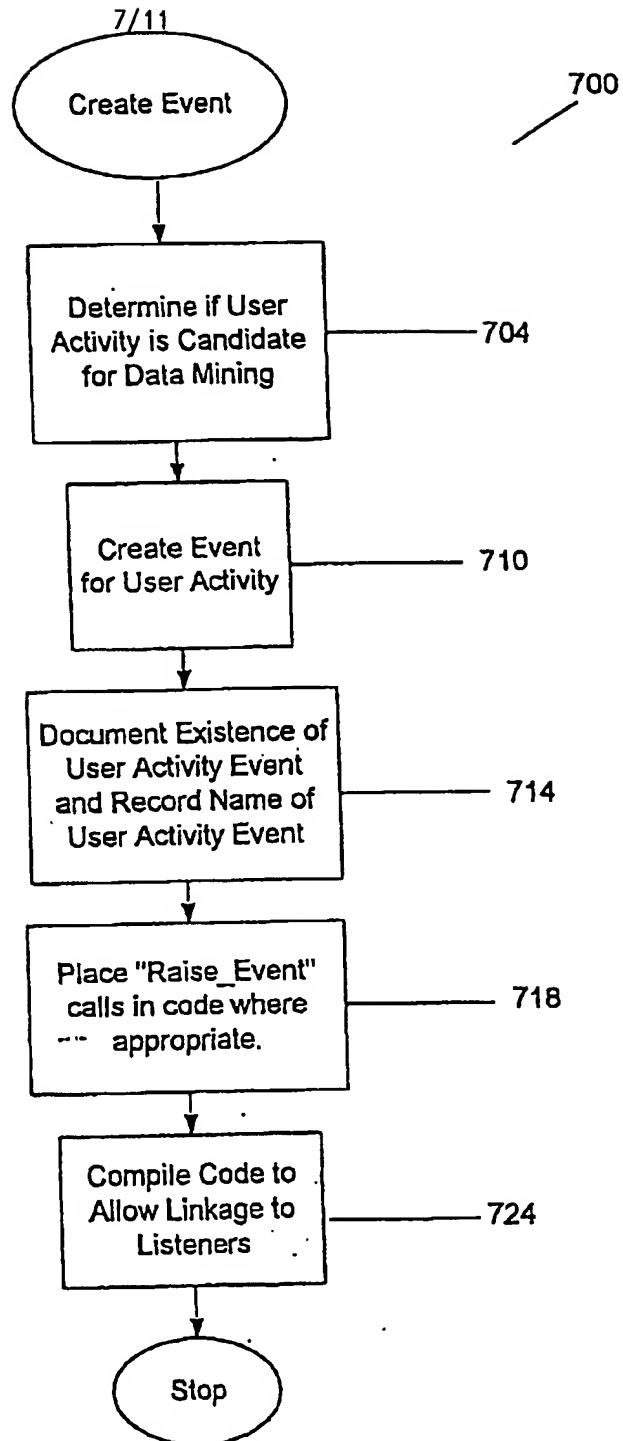 7/11
Create Event
700
Determine if User
Activity is Candidate
for Data Mining
704
Create Event
for User Activity
710
Document Existence of
User Activity Event
and Record Name of
User Activity Event
714
Place "Raise_Event"
calls in code where
appropriate.
718
Compile Code to
Allow Linkage to
Listeners
724
Stop